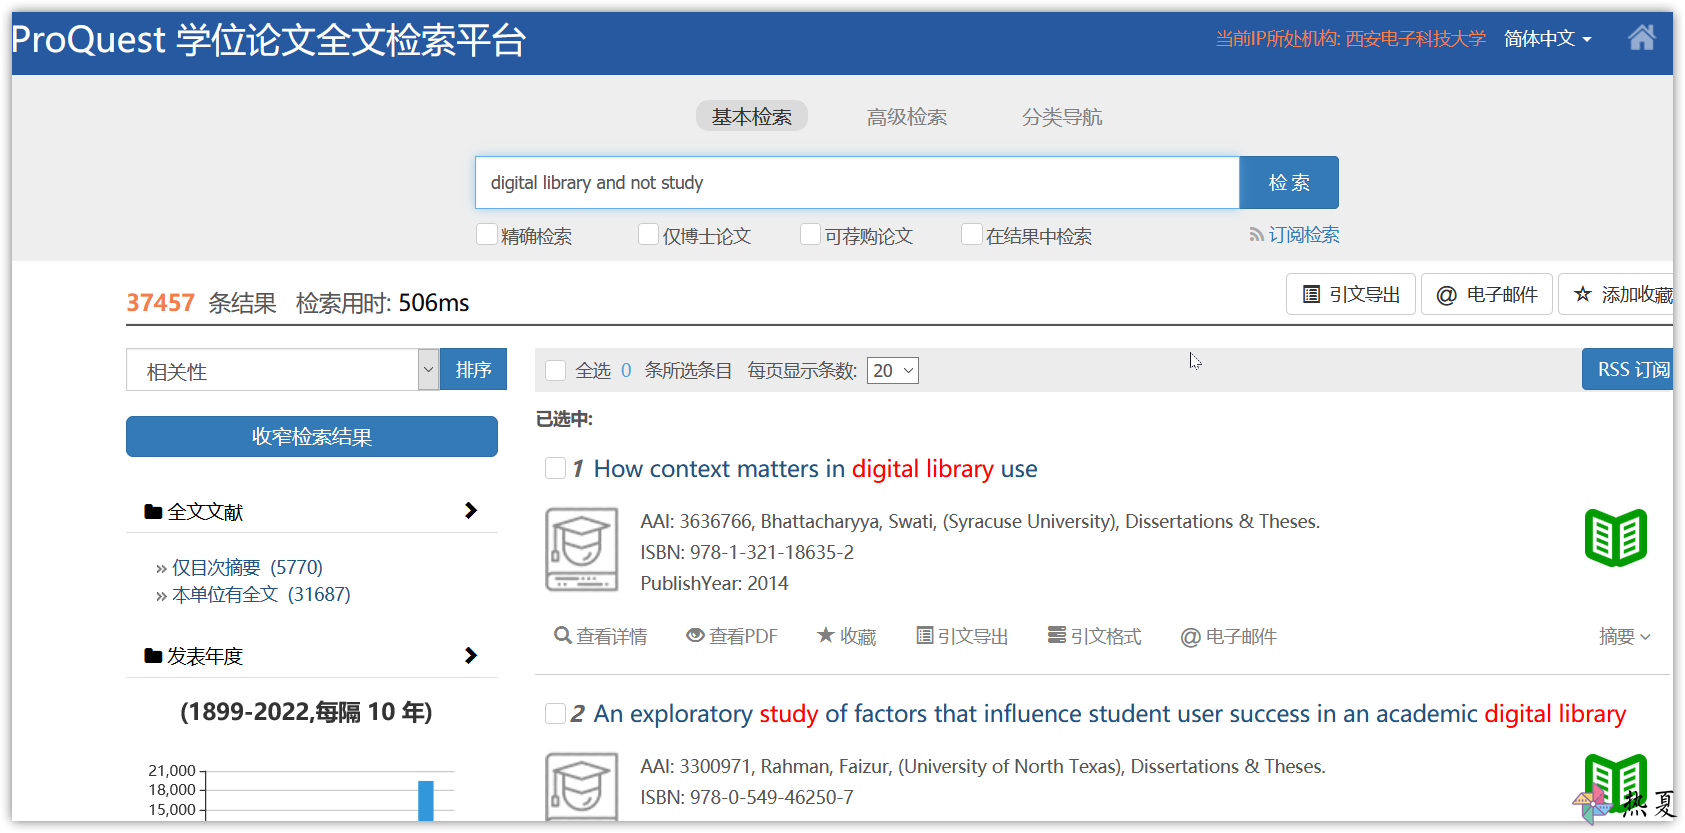 ProQuest 学位论文全文检索平台
当前IP所处机构: 西安电子科技大学 简体中文
基本检索 高级检索 分类导航
digital library and not study 检 索
精确检索 仅博士论文 可荐购论文 在结果中检索 订阅检索
37457 条结果 检索用时: 506ms
引文导出 @ 电子邮件 添加收藏
相关性 排序
全选 0 条所选条目 每页显示条数: 20
RSS 订阅
收窄检索结果
已选中:
1 How context matters in digital library use
全文文献
AAI: 3636766, Bhattacharyya, Swati, (Syracuse University), Dissertations & Theses.
ISBN: 978-1-321-18635-2
PublishYear: 2014
» 仅目次摘要 (5770)
» 本单位有全文 (31687)
查看详情 查看PDF 收藏 引文导出 引文格式 @ 电子邮件 摘要
发表年度
(1899-2022,每隔 10 年)
2 An exploratory study of factors that influence student user success in an academic digital library
AAI: 3300971, Rahman, Faizur, (University of North Texas), Dissertations & Theses.
ISBN: 978-0-549-46250-7
21,000
18,000
15,000
热夏